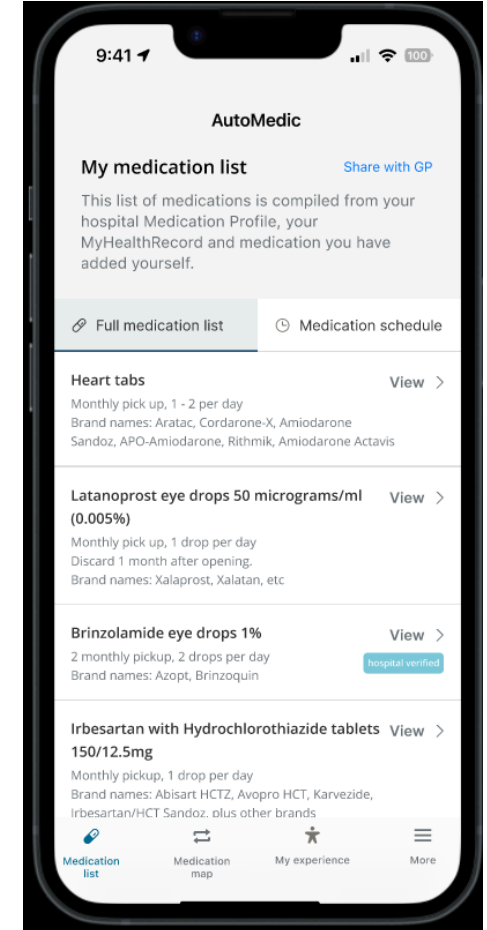 9:41
100
AutoMedic
My medication list
Share with GP
This list of medications is compiled from your
hospital Medication Profile, your
MyHealthRecord and medication you have
added yourself.
Full medication list
Medication schedule
Heart tabs
View >
Monthly pick up, 1 - 2 per day
Brand names: Aratac, Cordarone-X, Amiodarone
Sandoz, APO-Amiodarone, Rithmik, Amiodarone Actavis
Latanoprost eye drops 50 micrograms/ml
View >
(0.005%)
Monthly pick up, 1 drop per day
Discard 1 month after opening.
Brand names: Xalaprost, Xalatan, etc
Brinzolamide eye drops 1%
View >
2 monthly pickup, 2 drops per day
hospital verified
Brand names: Azopt, Brinzoquin
Irbesartan with Hydrochlorothiazide tablets
View >
150/12.5mg
Monthly pickup, 1 drop per day
Brand names: Abisart HCTZ, Avopro HCT, Karvezide,
Irbesartan/HCT Sandoz, plus other brands
Medication
list
Medication
map
My experience
More